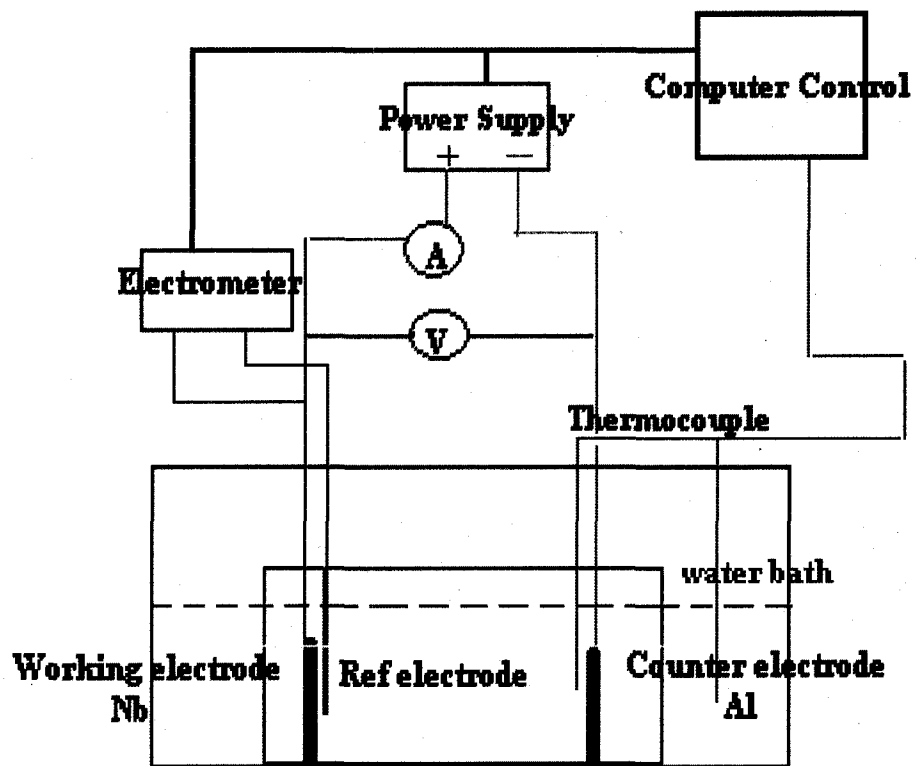 Computer Control
Power Supply
+ −
A
Electrometer
V
Thermocouple
water bath
Working electrode
Nb
Ref electrode
Counter electrode
Al